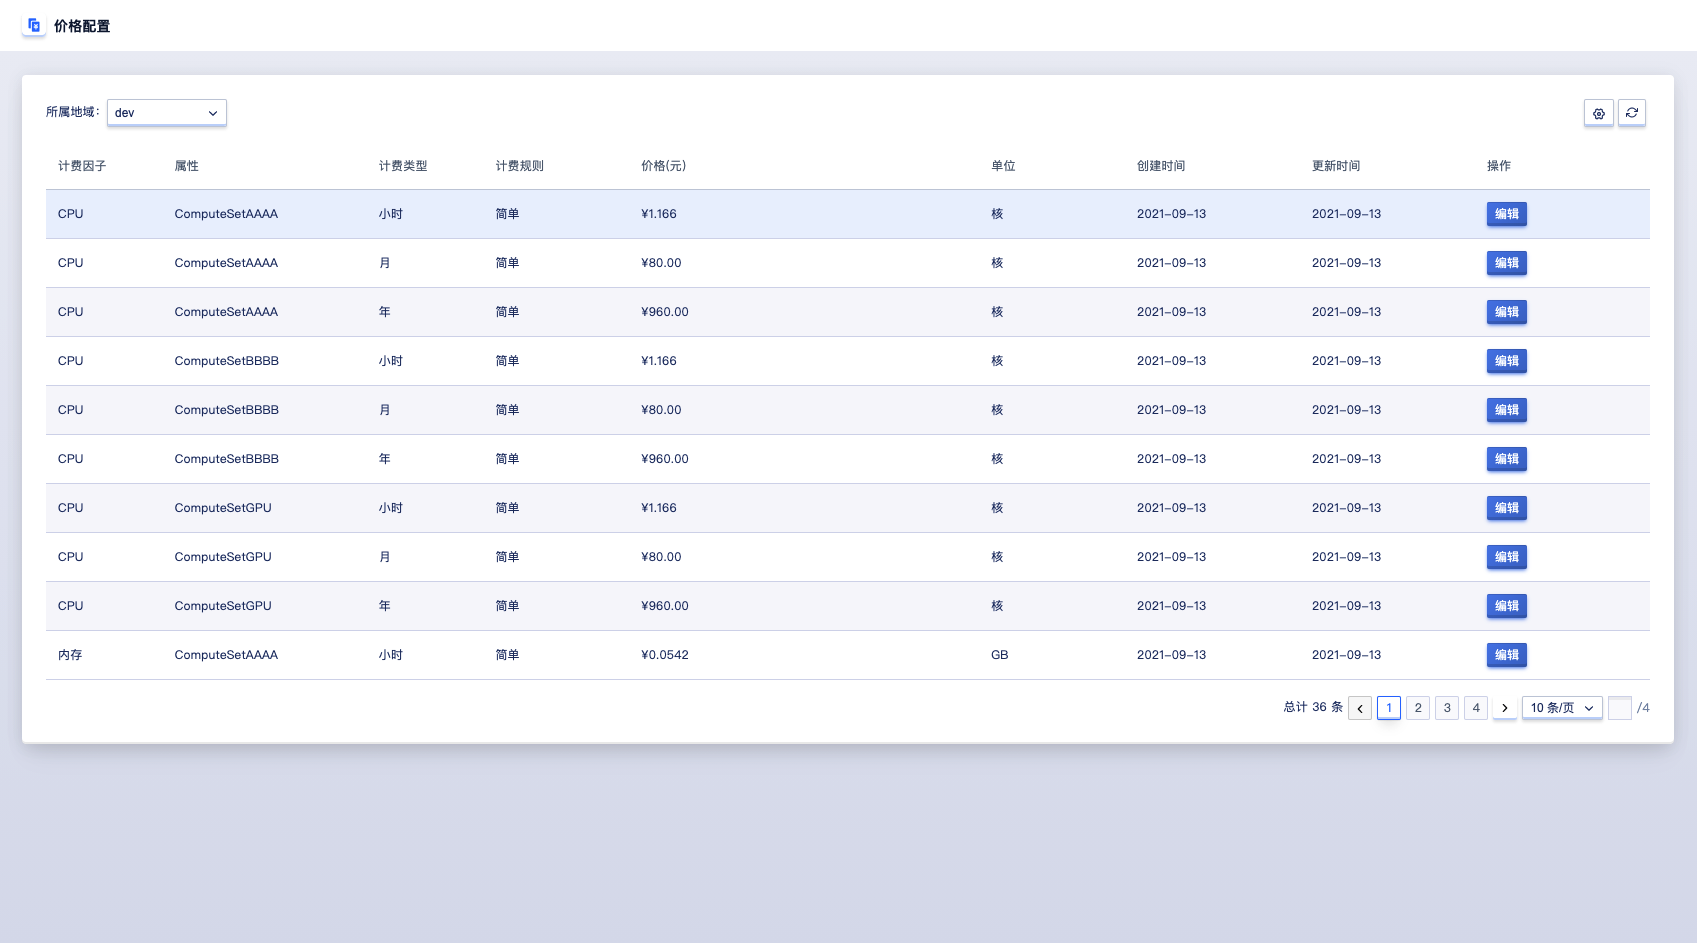 价格配置
所属地域： dev
计费因子 属性 计费类型 计费规则 价格(元) 单位 创建时间 更新时间 操作
CPU ComputeSetAAAA 小时 简单 ¥1.166 核 2021-09-13 2021-09-13 编辑
CPU ComputeSetAAAA 月 简单 ¥80.00 核 2021-09-13 2021-09-13 编辑
CPU ComputeSetAAAA 年 简单 ¥960.00 核 2021-09-13 2021-09-13 编辑
CPU ComputeSetBBBB 小时 简单 ¥1.166 核 2021-09-13 2021-09-13 编辑
CPU ComputeSetBBBB 月 简单 ¥80.00 核 2021-09-13 2021-09-13 编辑
CPU ComputeSetBBBB 年 简单 ¥960.00 核 2021-09-13 2021-09-13 编辑
CPU ComputeSetGPU 小时 简单 ¥1.166 核 2021-09-13 2021-09-13 编辑
CPU ComputeSetGPU 月 简单 ¥80.00 核 2021-09-13 2021-09-13 编辑
CPU ComputeSetGPU 年 简单 ¥960.00 核 2021-09-13 2021-09-13 编辑
内存 ComputeSetAAAA 小时 简单 ¥0.0542 GB 2021-09-13 2021-09-13 编辑
总计 36 条 1 2 3 4 10 条/页 /4